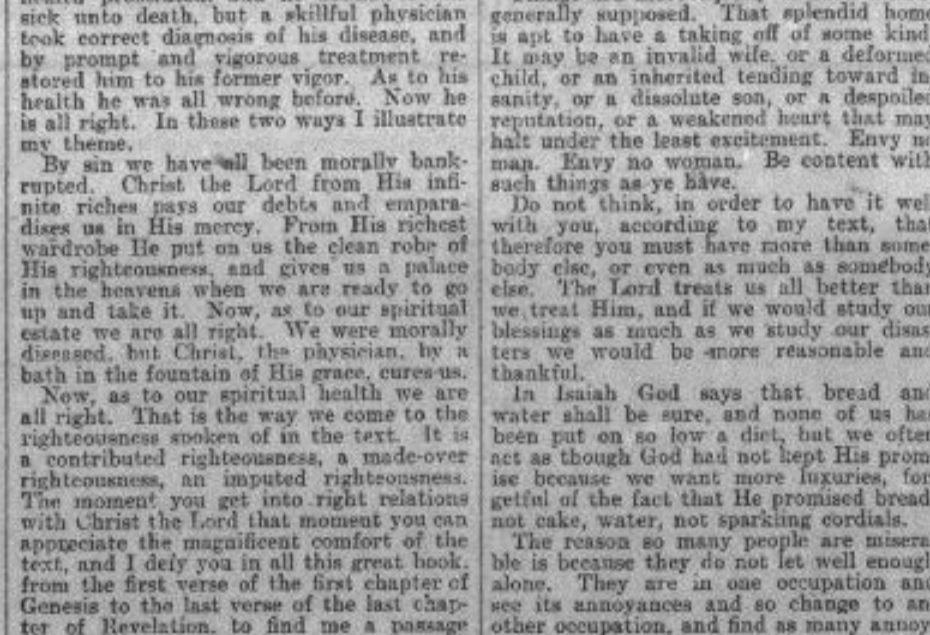 sick unto death, but a skillful physician
took correct diagnosis of his disease, and
by prompt and vigorous treatment re-
stored him to his former vigor. As to his
health he was all wrong before. Now he
is all right. In these two ways I illustrate
my theme.
By sin we have all been morally bank-
rupted. Christ the Lord from His infi-
nite riches pays our debts and empara-
dises us in His mercy. From His richest
wardrobe He put on us the clean robe of
His righteousness, and gives us a palace
in the heavens when we are ready to go
up and take it. Now, as to our spiritual
estate we are all right. We were morally
diseased, but Christ, the physician, by a
bath in the fountain of His grace, cures us.
Now, as to our spiritual health we are
all right. That is the way we come to the
righteousness spoken of in the text. It is
a contributed righteousness, a made-over
righteousness, an imputed righteousness.
The moment you get into right relations
with Christ the Lord that moment you can
appreciate the magnificent comfort of the
text, and I defy you in all this great book,
from the first verse of the first chapter of
Genesis to the last verse of the last chap-
ter of Revelation, to find me a passage
generally supposed. That splendid home
is apt to have a taking off of some kind
It may be an invalid wife, or a deformed
child, or an inherited tending toward in
sanity, or a dissolute son, or a despoiled
reputation, or a weakened heart that may
halt under the least excitement. Envy no
man. Envy no woman. Be content with
such things as ye have.
Do not think, in order to have it well
with you, according to my text, that
therefore you must have more than some
body else, or even as much as somebody
else. The Lord treats us all better than
we treat Him, and if we would study our
blessings as much as we study our disas
ters we would be more reasonable and
thankful.
In Isaiah God says that bread and
water shall be sure, and none of us has
been put on so low a diet, but we often
act as though God had not kept His prom
ise because we want more luxuries, for
getful of the fact that He promised bread
not cake, water, not sparkling cordials.
The reason so many people are misera
ble is because they do not let well enough
alone. They are in one occupation and
see its annoyances and so change to an
other occupation, and find as many annoy